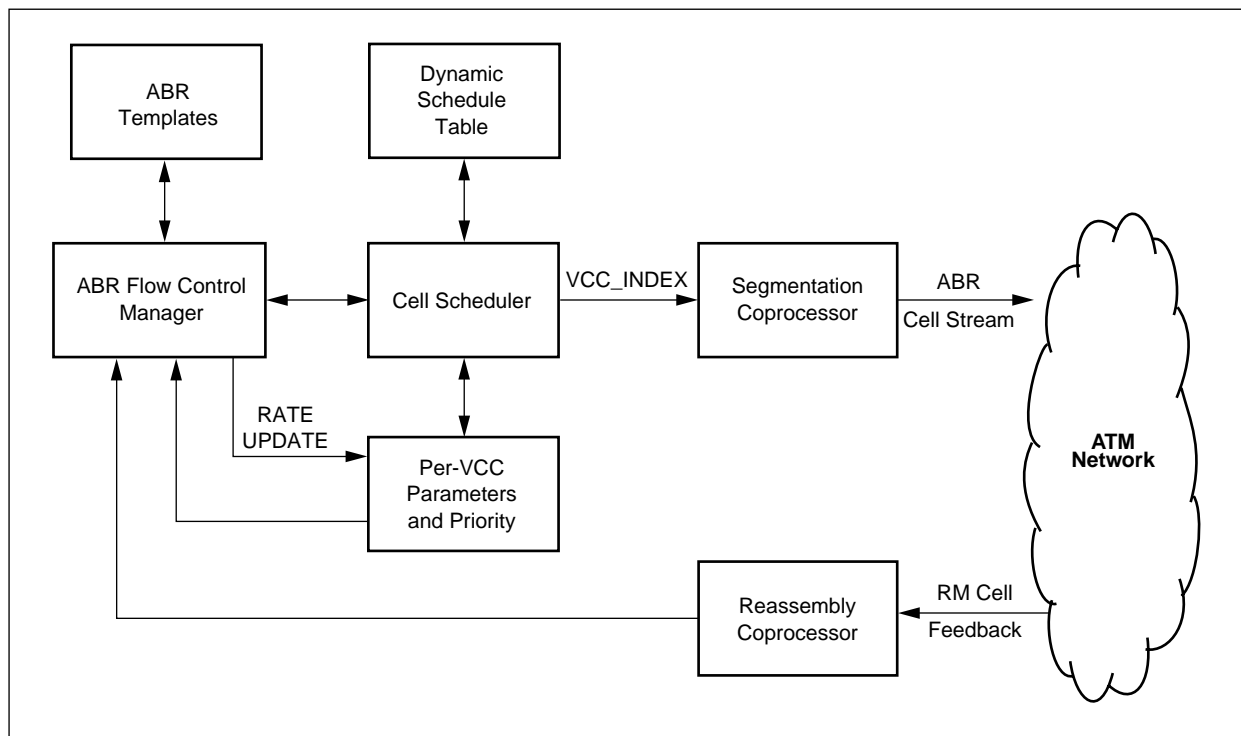 ABR
Templates
Dynamic
Schedule
Table
ABR Flow Control
Manager
Cell Scheduler
VCC_INDEX
Segmentation
Coprocessor
ABR
Cell Stream
RATE
UPDATE
Per-VCC
Parameters
and Priority
ATM
Network
Reassembly
Coprocessor
RM Cell
Feedback